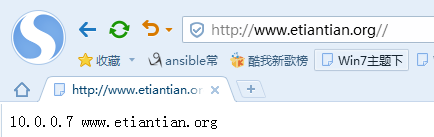 http://www.etiantian.org//
收藏 ansible常 酷我新歌榜 Win7主题下
http://www.etiantian.or
10.0.0.7 www.etiantian.org